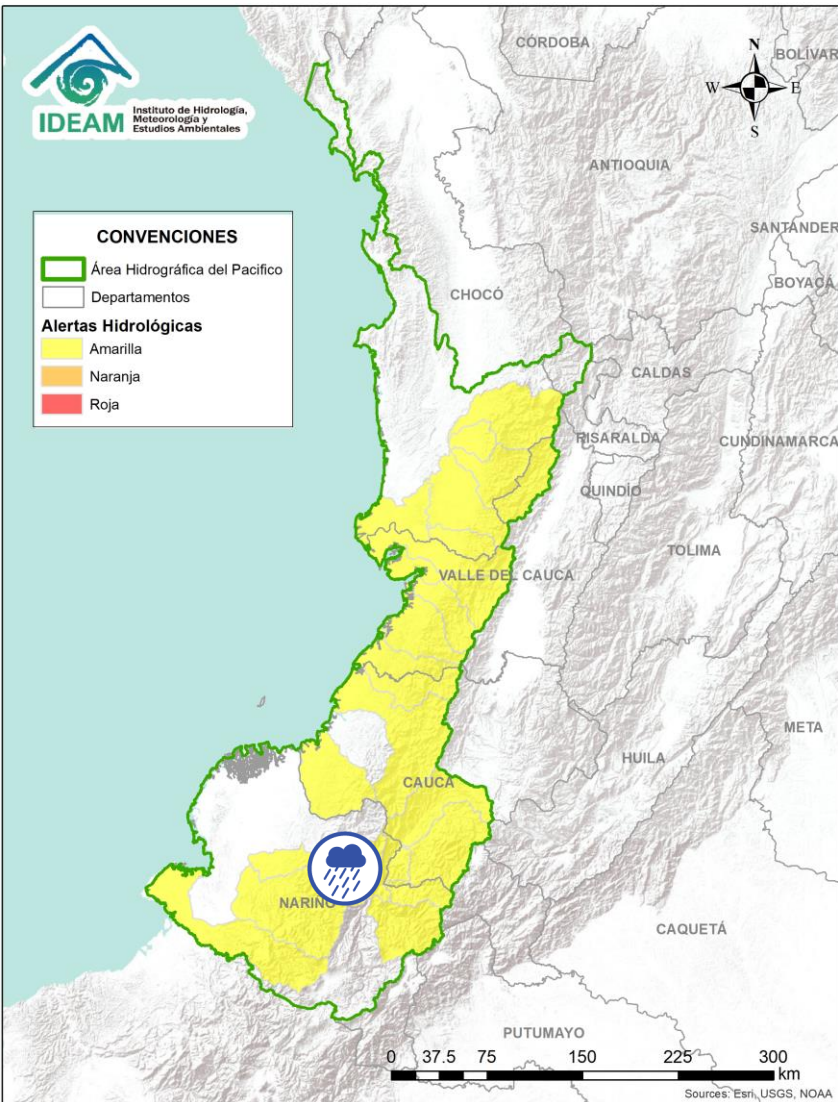 IDEAM
Instituto de Hidrología,
Meteorología y
Estudios Ambientales
CÓRDOBA
BOLÍVAR
N
W
E
S
ANTIOQUIA
SANTANDER
CONVENCIONES
Área Hidrográfica del Pacifico
Departamentos
Alertas Hidrológicas
Amarilla
Naranja
Roja
BOYACÁ
CHOCÓ
CALDAS
RISARALDA
CUNDINAMARCA
QUINDÍO
TOLIMA
VALLE DEL CAUCA
META
HUILA
CAUCA
NARIÑO
CAQUETÁ
PUTUMAYO
0 37.5 75 150 225 300
km
Sources: Esri, USGS, NOAA